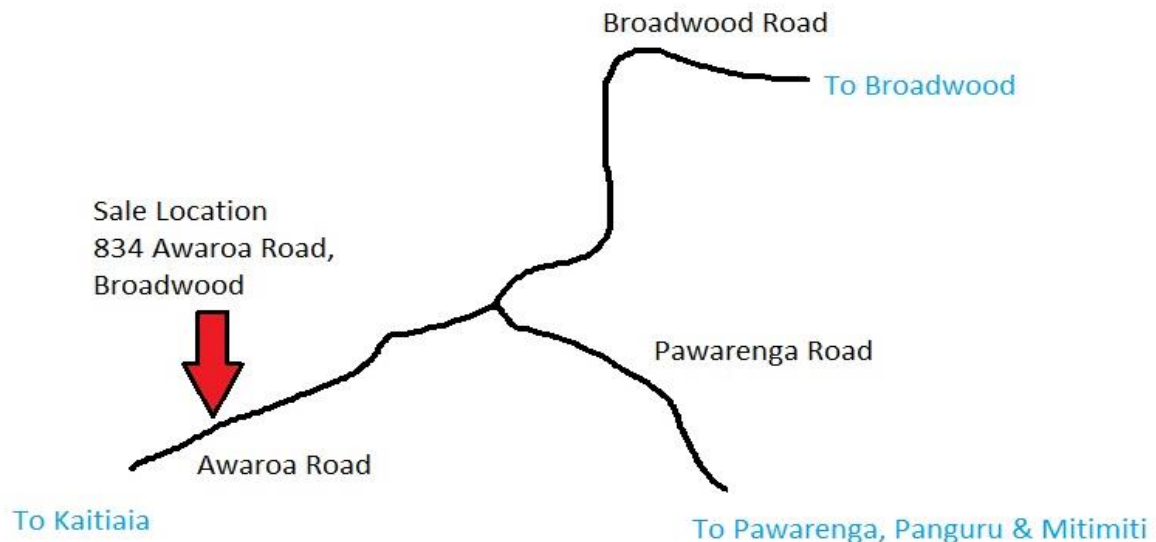 Broadwood Road
To Broadwood
Sale Location
834 Awaroa Road,
Broadwood
Pawarenga Road
Awaroa Road
To Kaitiaia
To Pawarenga, Panguru & Mitimiti